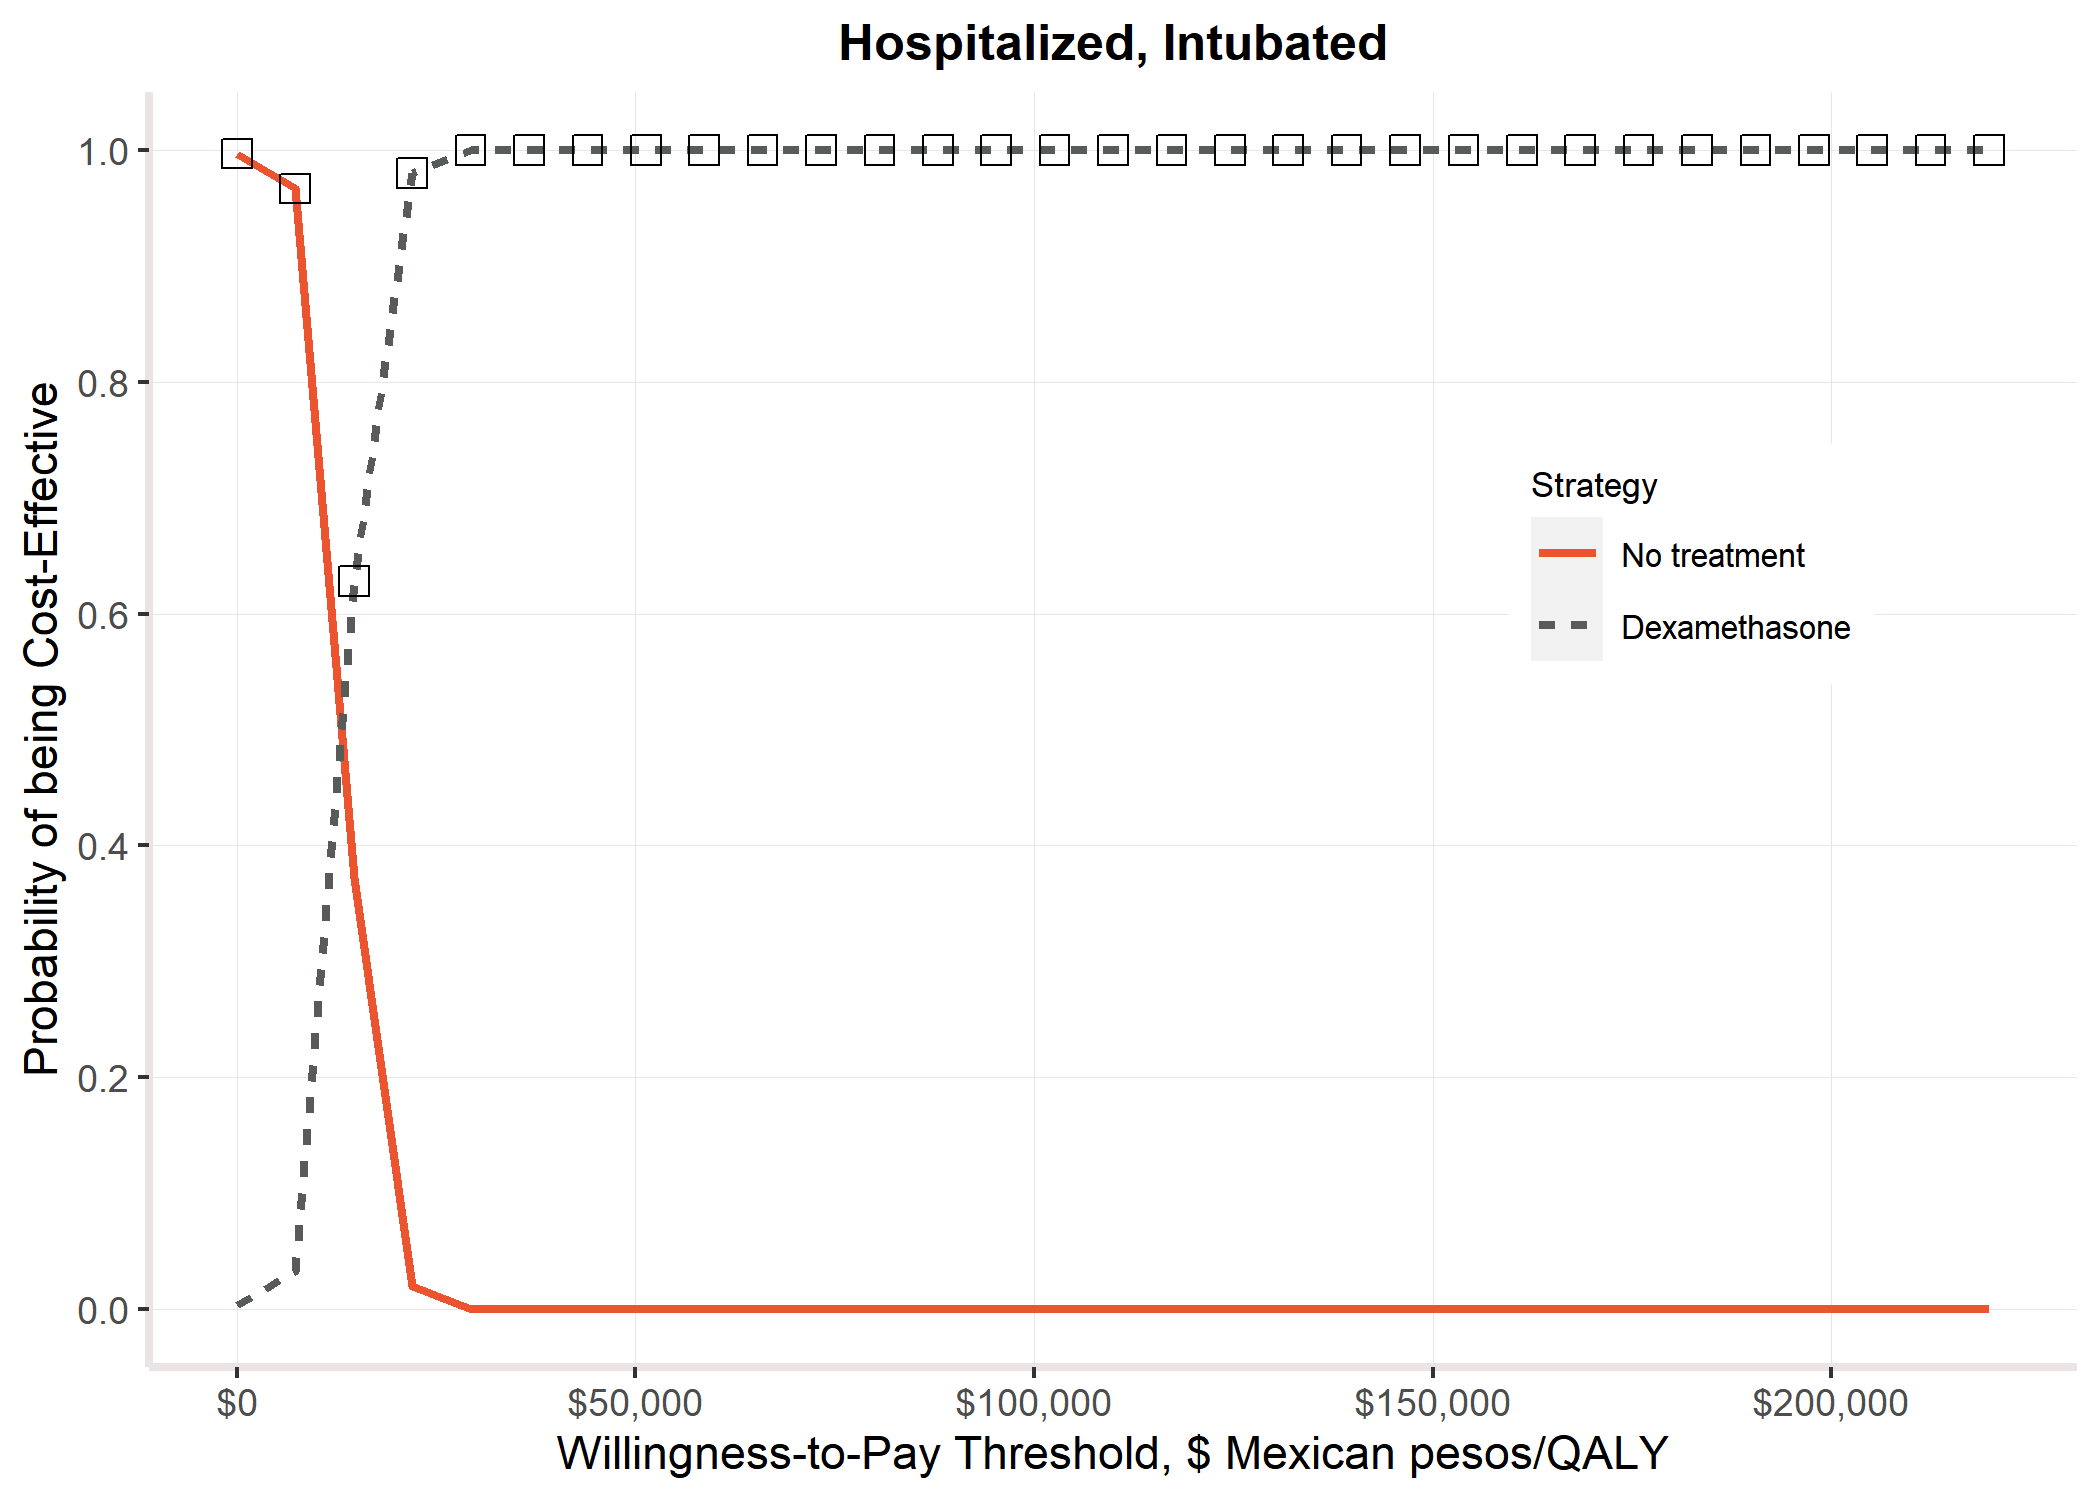 Hospitalized, Intubated
Probability of being Cost-Effective
1.0
0.8
0.6
0.4
0.2
0.0
Strategy
No treatment
Dexamethasone
$0 $50,000 $100,000 $150,000 $200,000
Willingness-to-Pay Threshold, $ Mexican pesos/QALY